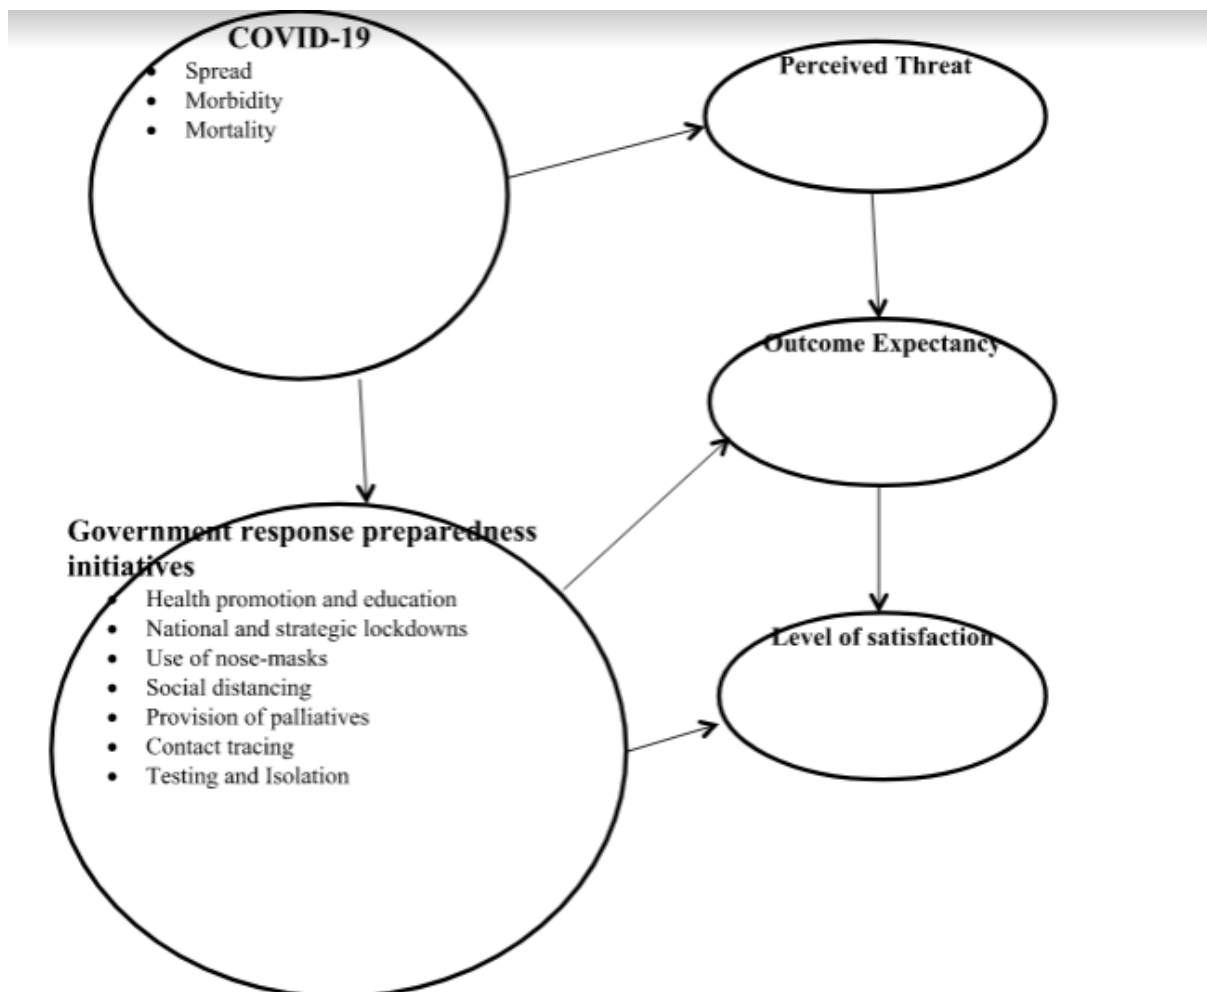 COVID-19
• Spread
• Morbidity
• Mortality
Perceived Threat
Outcome Expectancy
Government response preparedness
initiatives
• Health promotion and education
• National and strategic lockdowns
• Use of nose-masks
• Social distancing
• Provision of palliatives
• Contact tracing
• Testing and Isolation
Level of satisfaction